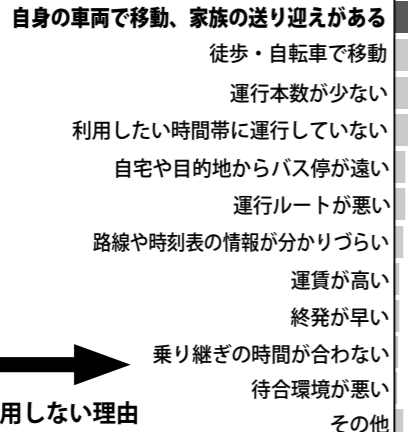 自身の車両で移動、家族の送り迎えがある
徒歩・自転車で移動
運行本数が少ない
利用したい時間帯に運行していない
自宅や目的地からバス停が遠い
運行ルートが悪い
路線や時刻表の情報が分かりづらい
運賃が高い
終発が早い
乗り継ぎの時間が合わない
待合環境が悪い
用しない理由
その他